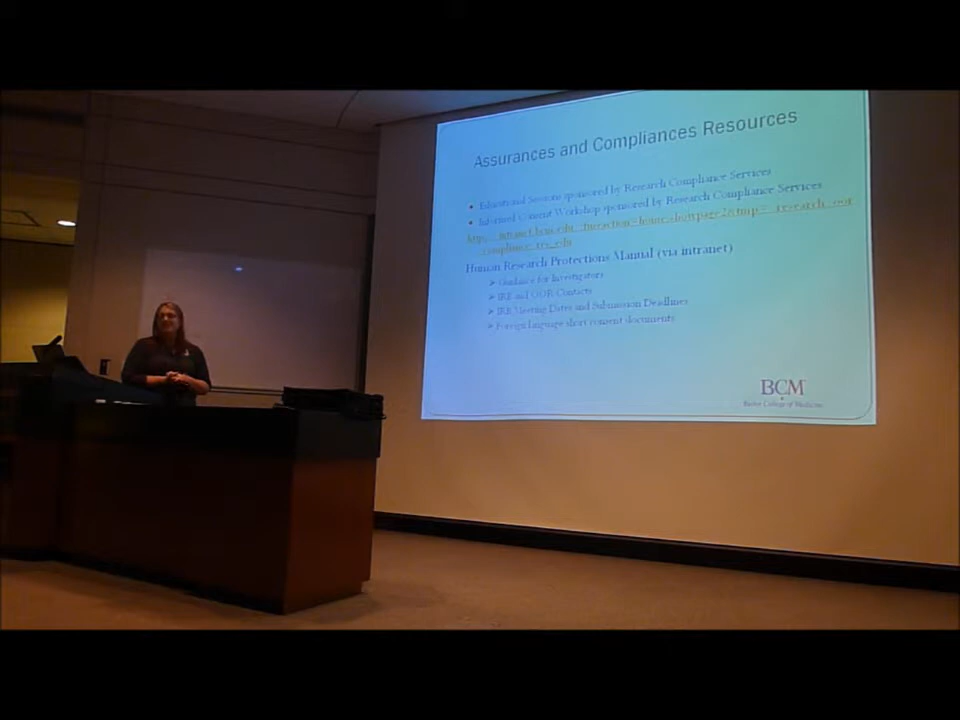 Assurances and Compliances Resources
• Educational Sessions sponsored by Research Compliance Services
• Informed Consent Workshop sponsored by Research Compliance Services
Human Research Protections Manual (via intranet)
➢ Guidance for Investigators
➢ IRB and OOR Contacts
➢ IRB Meeting Dates and Submission Deadlines
➢ Foreign language short consent documents
BCM
Baylor College of Medicine